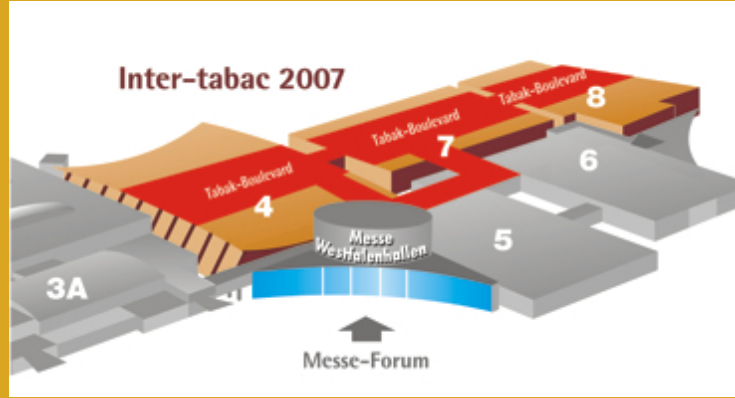 Inter-tabac 2007
Tabak-Boulevard
8
Tabak-Boulevard
7
6
Tabak-Boulevard
4
Messe
Westfalenhallen
5
3A
Messe-Forum